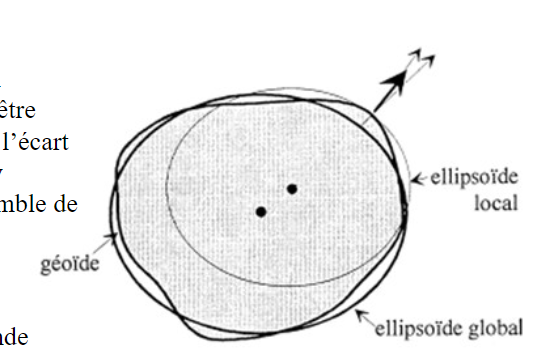 être
l'écart
mble de
nde
ellipsoïde
local
géoïde
ellipsoïde global